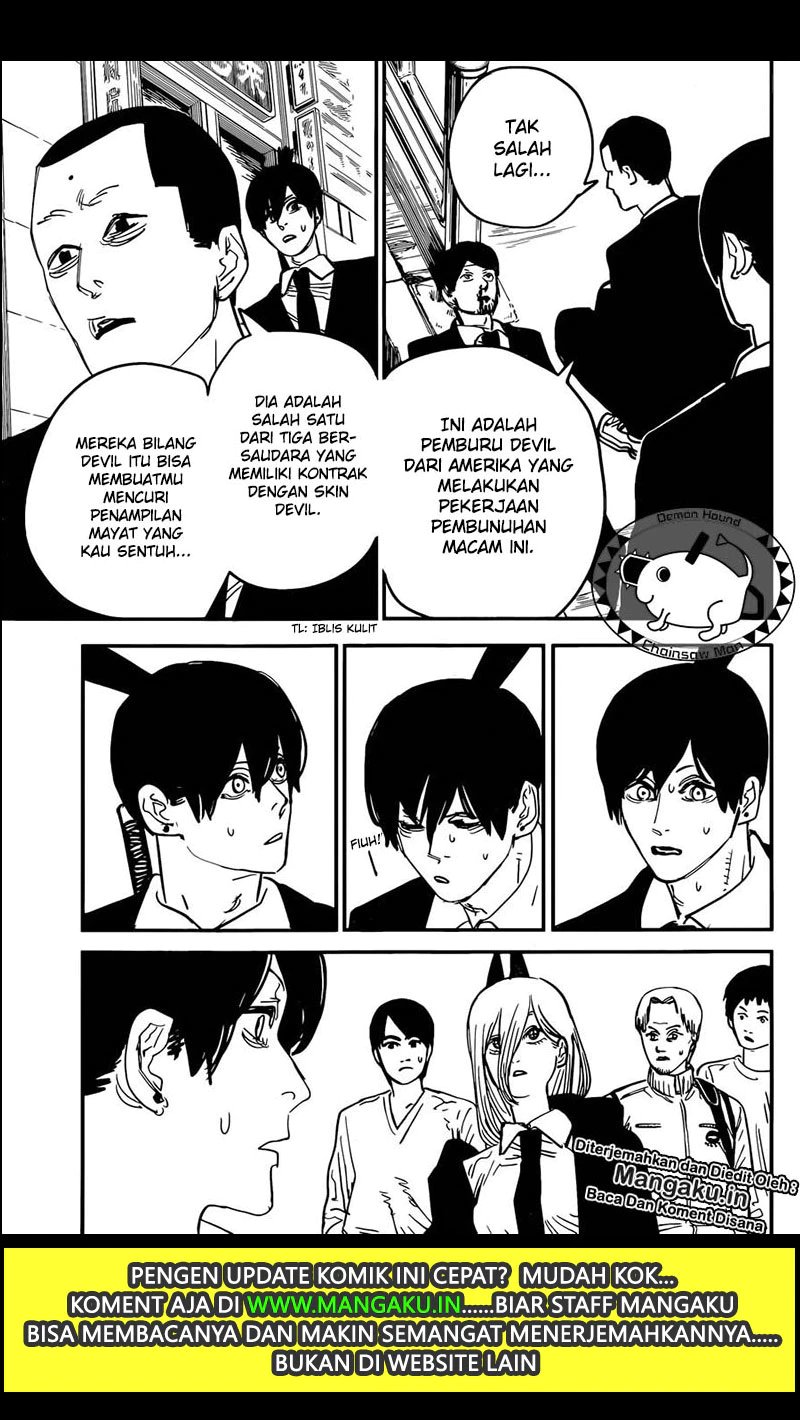 TAK
SALAH
LAGI...
INI ADALAH
PEMBURU DEVIL
DARI AMERIKA YANG
MELAKUKAN
PEKERJAAN
PEMBUNUHAN
MACAM INI.
DIA ADALAH
SALAH SATU
DARI TIGA BER-
SAUDARA YANG
MEMILIKI KONTRAK
DENGAN SKIN
DEVIL.
MEREKA BILANG
DEVIL ITU BISA
MEMBUATMU
MENCURI
PENAMPILAN
MAYAT YANG
KAU SENTUH...
TL: IBLIS KULIT
Demon Hound
Chainsaw Man
FIUH!
Diterjemahkan dan Diedit Oleh :
Mangaku.in
Baca Dan Koment Disana
PENGEN UPDATE KOMIK INI CEPAT? MUDAH KOK...
KOMENT AJA DI WWW.MANGAKU.IN......BIAR STAFF MANGAKU
BISA MEMBACANYA DAN MAKIN SEMANGAT MENERJEMAHKANNYA.....
BUKAN DI WEBSITE LAIN